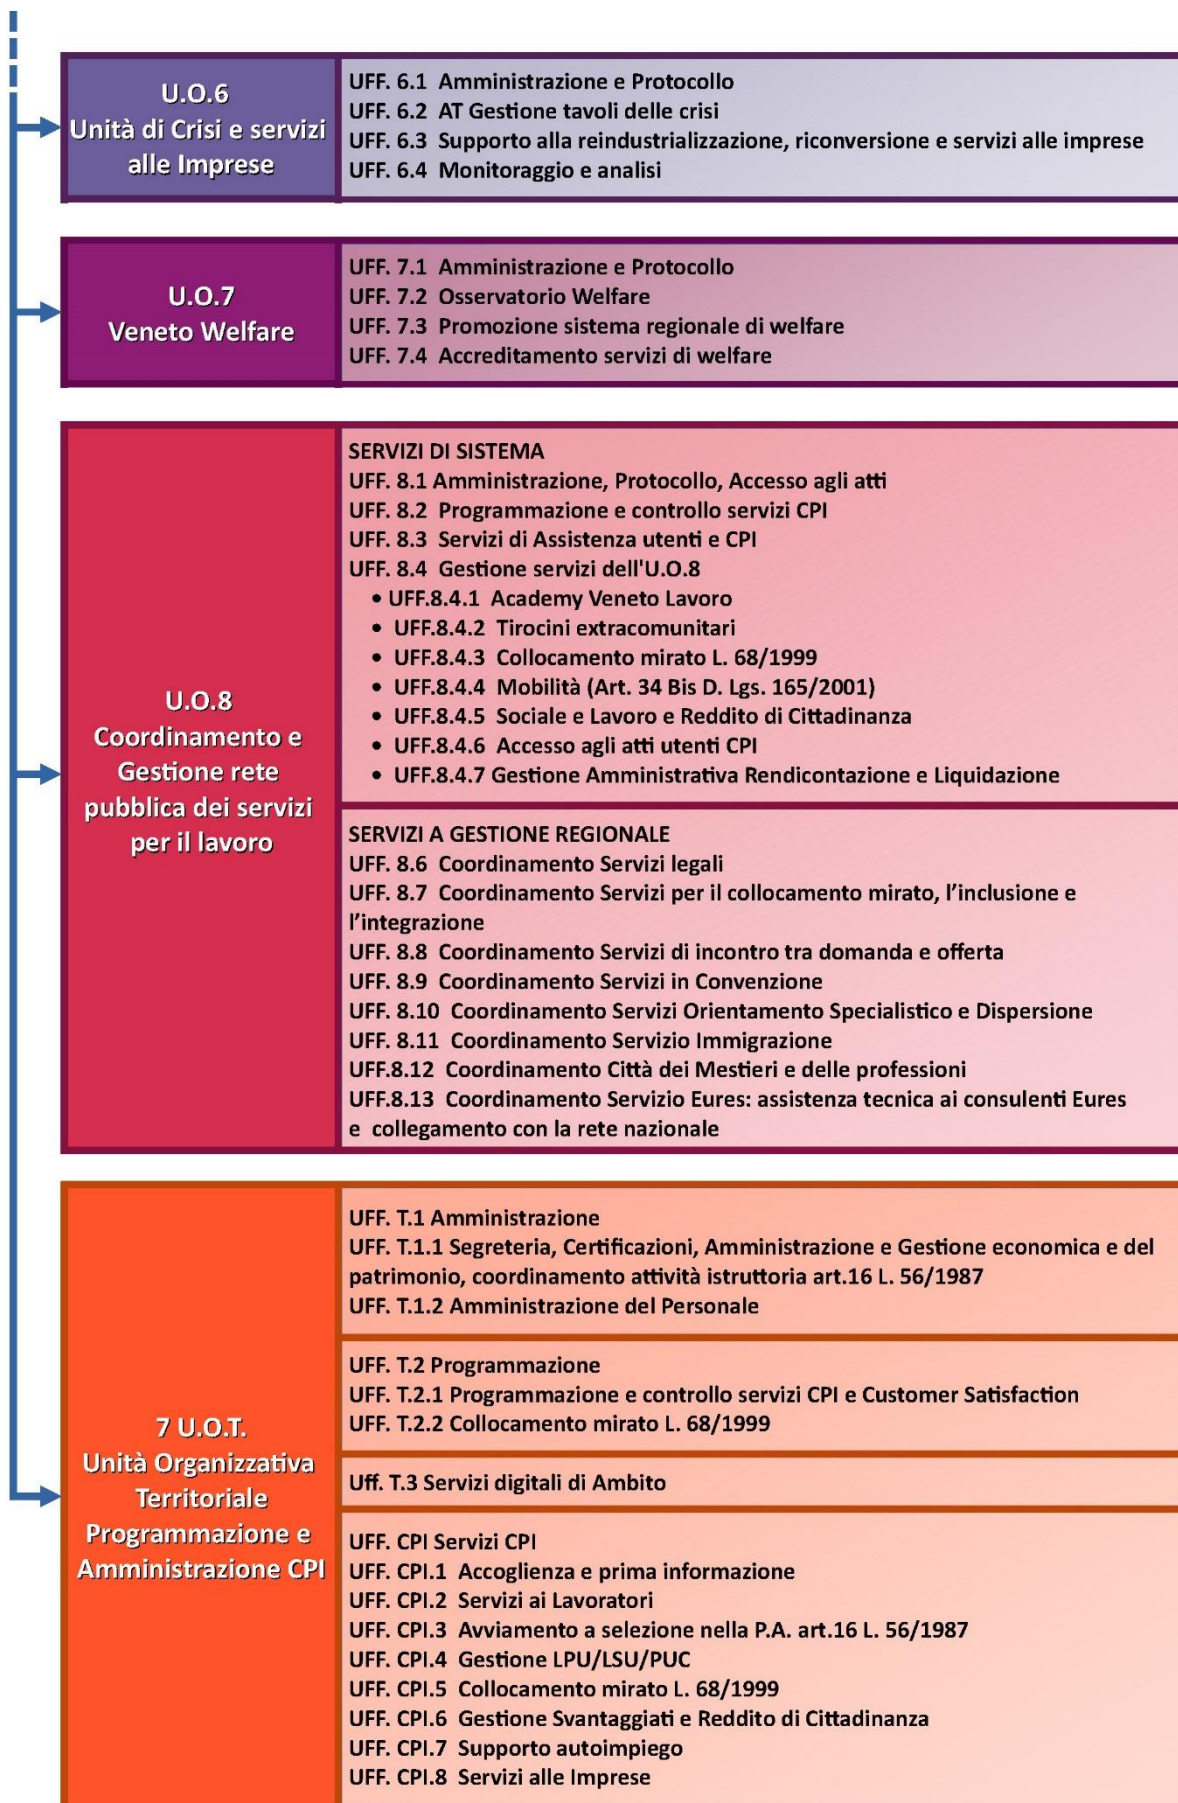 U.O.6
Unità di Crisi e servizi
alle Imprese
UFF. 6.1 Amministrazione e Protocollo
UFF. 6.2 AT Gestione tavoli delle crisi
UFF. 6.3 Supporto alla reindustrializzazione, riconversione e servizi alle imprese
UFF. 6.4 Monitoraggio e analisi
U.O.7
Veneto Welfare
UFF. 7.1 Amministrazione e Protocollo
UFF. 7.2 Osservatorio Welfare
UFF. 7.3 Promozione sistema regionale di welfare
UFF. 7.4 Accreditamento servizi di welfare
U.O.8
Coordinamento e
Gestione rete
pubblica dei servizi
per il lavoro
SERVIZI DI SISTEMA
UFF. 8.1 Amministrazione, Protocollo, Accesso agli atti
UFF. 8.2 Programmazione e controllo servizi CPI
UFF. 8.3 Servizi di Assistenza utenti e CPI
UFF. 8.4 Gestione servizi dell'U.O.8
• UFF.8.4.1 Academy Veneto Lavoro
• UFF.8.4.2 Tirocini extracomunitari
• UFF.8.4.3 Collocamento mirato L. 68/1999
• UFF.8.4.4 Mobilità (Art. 34 Bis D. Lgs. 165/2001)
• UFF.8.4.5 Sociale e Lavoro e Reddito di Cittadinanza
• UFF.8.4.6 Accesso agli atti utenti CPI
• UFF.8.4.7 Gestione Amministrativa Rendicontazione e Liquidazione
SERVIZI A GESTIONE REGIONALE
UFF. 8.6 Coordinamento Servizi legali
UFF. 8.7 Coordinamento Servizi per il collocamento mirato, l’inclusione e
l’integrazione
UFF. 8.8 Coordinamento Servizi di incontro tra domanda e offerta
UFF. 8.9 Coordinamento Servizi in Convenzione
UFF. 8.10 Coordinamento Servizi Orientamento Specialistico e Dispersione
UFF. 8.11 Coordinamento Servizio Immigrazione
UFF.8.12 Coordinamento Città dei Mestieri e delle professioni
UFF.8.13 Coordinamento Servizio Eures: assistenza tecnica ai consulenti Eures
e collegamento con la rete nazionale
7 U.O.T.
Unità Organizzativa
Territoriale
Programmazione e
Amministrazione CPI
UFF. T.1 Amministrazione
UFF. T.1.1 Segreteria, Certificazioni, Amministrazione e Gestione economica e del
patrimonio, coordinamento attività istruttoria art.16 L. 56/1987
UFF. T.1.2 Amministrazione del Personale
UFF. T.2 Programmazione
UFF. T.2.1 Programmazione e controllo servizi CPI e Customer Satisfaction
UFF. T.2.2 Collocamento mirato L. 68/1999
Uff. T.3 Servizi digitali di Ambito
UFF. CPI Servizi CPI
UFF. CPI.1 Accoglienza e prima informazione
UFF. CPI.2 Servizi ai Lavoratori
UFF. CPI.3 Avviamento a selezione nella P.A. art.16 L. 56/1987
UFF. CPI.4 Gestione LPU/LSU/PUC
UFF. CPI.5 Collocamento mirato L. 68/1999
UFF. CPI.6 Gestione Svantaggiati e Reddito di Cittadinanza
UFF. CPI.7 Supporto autoimpiego
UFF. CPI.8 Servizi alle Imprese